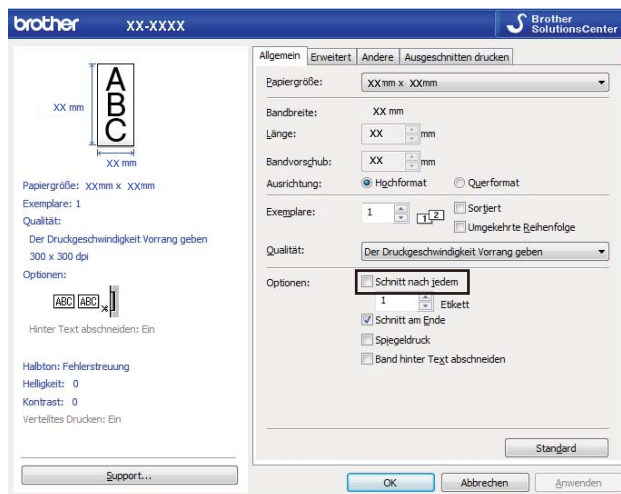 brother XX-XXXX Brother SolutionsCenter
A
B
C
XX mm
XX mm
Papiergröße: XXmm x XXmm
Exemplare: 1
Qualität:
Der Druckgeschwindigkeit Vorrang geben
300 x 300 dpi
Optionen:
ABC ABC
Hinter Text abschneiden: Ein
Halbton: Fehlerstreuung
Helligkeit: 0
Kontrast: 0
Verteiltes Drucken: Ein
Support...
Allgemein Erweitert Andere Ausgeschnitten drucken
Papiergröße: XXmm x XXmm
Bandbreite: XX mm
Länge: XX mm
Bandvorschub: XX mm
Ausrichtung: Hochformat Querformat
Exemplare: 1 1 2 Sortiert
Umgekehrte Reihenfolge
Qualität: Der Druckgeschwindigkeit Vorrang geben
Optionen: Schnitt nach jedem
1 Etikett
Schnitt am Ende
Spiegeldruck
Band hinter Text abschneiden
Standard
OK Abbrechen Anwenden